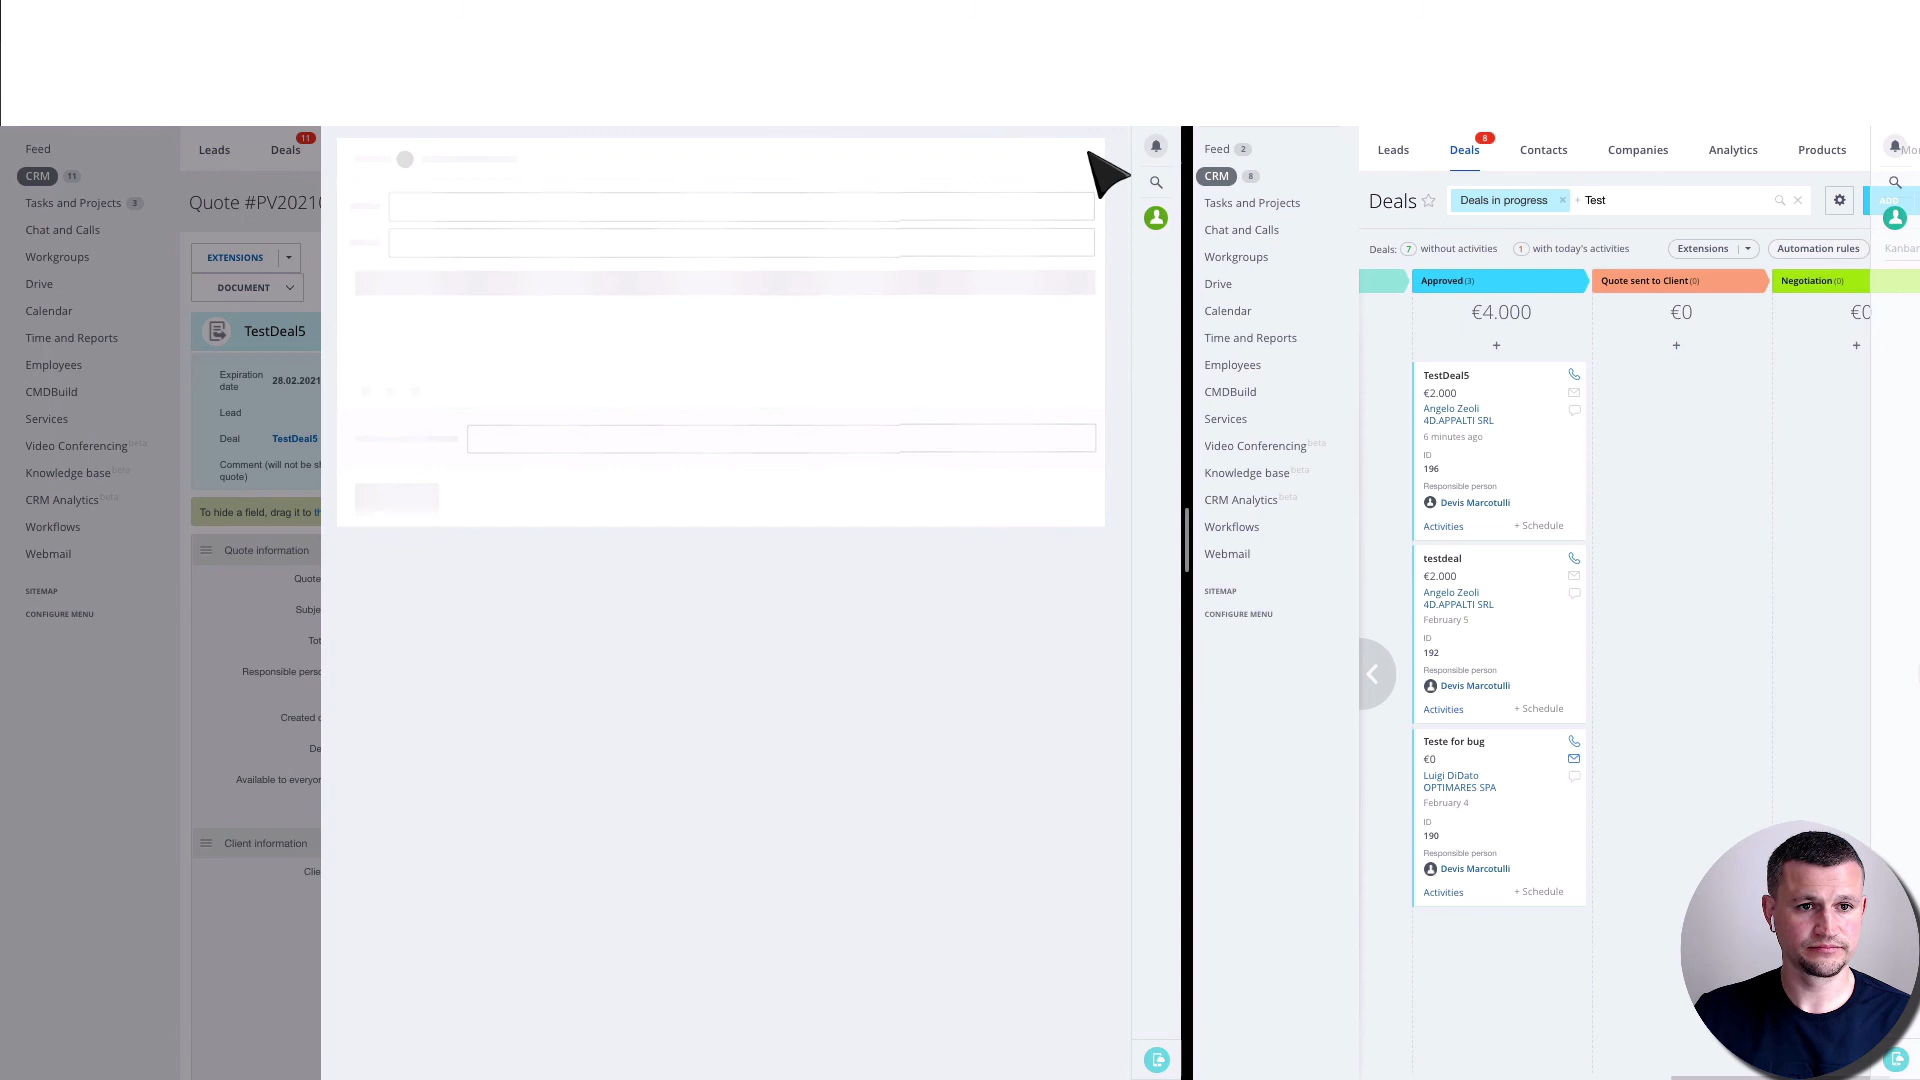 Feed
CRM 11
Tasks and Projects 3
Chat and Calls
Workgroups
Drive
Calendar
Time and Reports
Employees
CMDBuild
Services
Video Conferencing beta
Knowledge base beta
CRM Analytics beta
Workflows
Webmail
SITEMAP
CONFIGURE MENU
Leads
Deals
11
Quote #PV2021
EXTENSIONS
DOCUMENT
TestDeal5
Expiration date 28.02.2021
Lead
Deal TestDeal5
Comment (will not be
quote)
To hide a field, drag it to
Quote information
Quote
Responsible
Created
Available to
Client information
Feed 2
CRM 8
Tasks and Projects
Chat and Calls
Workgroups
Drive
Calendar
Time and Reports
Employees
CMDBuild
Services
Video Conferencing beta
Knowledge base beta
CRM Analytics beta
Workflows
Webmail
SITEMAP
CONFIGURE MENU
8
Leads Deals Contacts Companies Analytics Products
Deals Deals in progress × + Test ADD
Deals: 7 without activities 1 with today's activities Extensions Automation rules
Approved (3) Quote sent to Client (0) Negotiation (0)
€4.000 €0 €0
+ + +
TestDeal5
€2.000
Angelo Zeoli
4D.APPALTI SRL
6 minutes ago
ID
196
Responsible person
Devis Marcotulli
Activities + Schedule
testdeal
€2.000
Angelo Zeoli
4D.APPALTI SRL
February 5
ID
192
Responsible person
Devis Marcotulli
Activities + Schedule
Teste for bug
€0
Luigi DiDato
OPTIMARES SPA
February 4
ID
190
Responsible person
Devis Marcotulli
Activities + Schedule